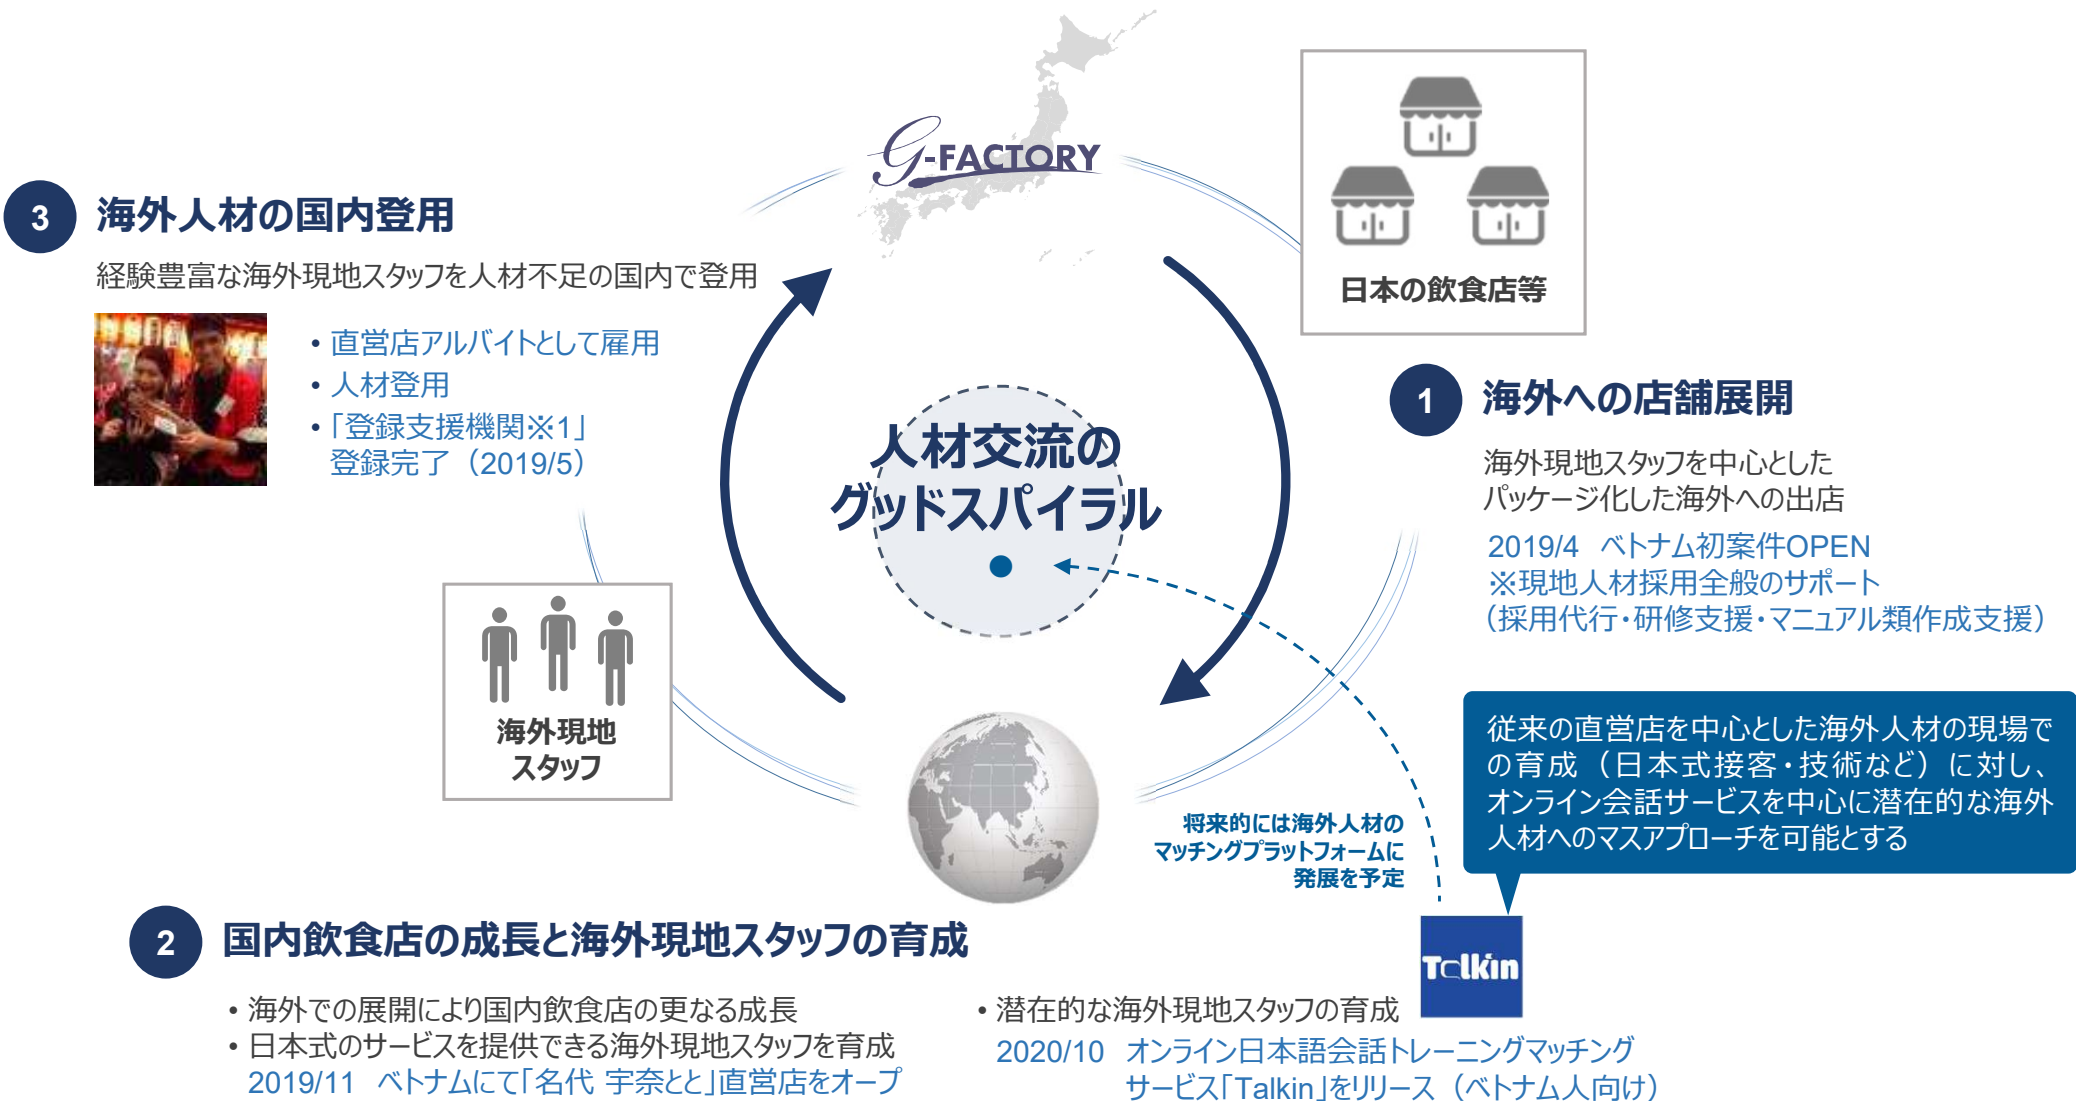 G-FACTORY
日本の飲食店等
3 海外人材の国内登用
経験豊富な海外現地スタッフを人材不足の国内で登用
• 直営店アルバイトとして雇用
• 人材登用
• 「登録支援機関※1」
登録完了（2019/5）
人材交流の
グッドスパイラル
1 海外への店舗展開
海外現地スタッフを中心とした
パッケージ化した海外への出店
2019/4 ベトナム初案件OPEN
※現地人材採用全般のサポート
（採用代行・研修支援・マニュアル類作成支援）
海外現地
スタッフ
従来の直営店を中心とした海外人材の現場で
の育成（日本式接客・技術など）に対し、
オンライン会話サービスを中心に潜在的な海外
人材へのマスアプローチを可能とする
将来的には海外人材の
マッチングプラットフォームに
発展を予定
Talkin
2 国内飲食店の成長と海外現地スタッフの育成
• 海外での展開により国内飲食店の更なる成長
• 日本式のサービスを提供できる海外現地スタッフを育成
2019/11 ベトナムにて「名代 宇奈とと」直営店をオープ
• 潜在的な海外現地スタッフの育成
2020/10 オンライン日本語会話トレーニングマッチング
サービス「Talkin」をリリース（ベトナム人向け）